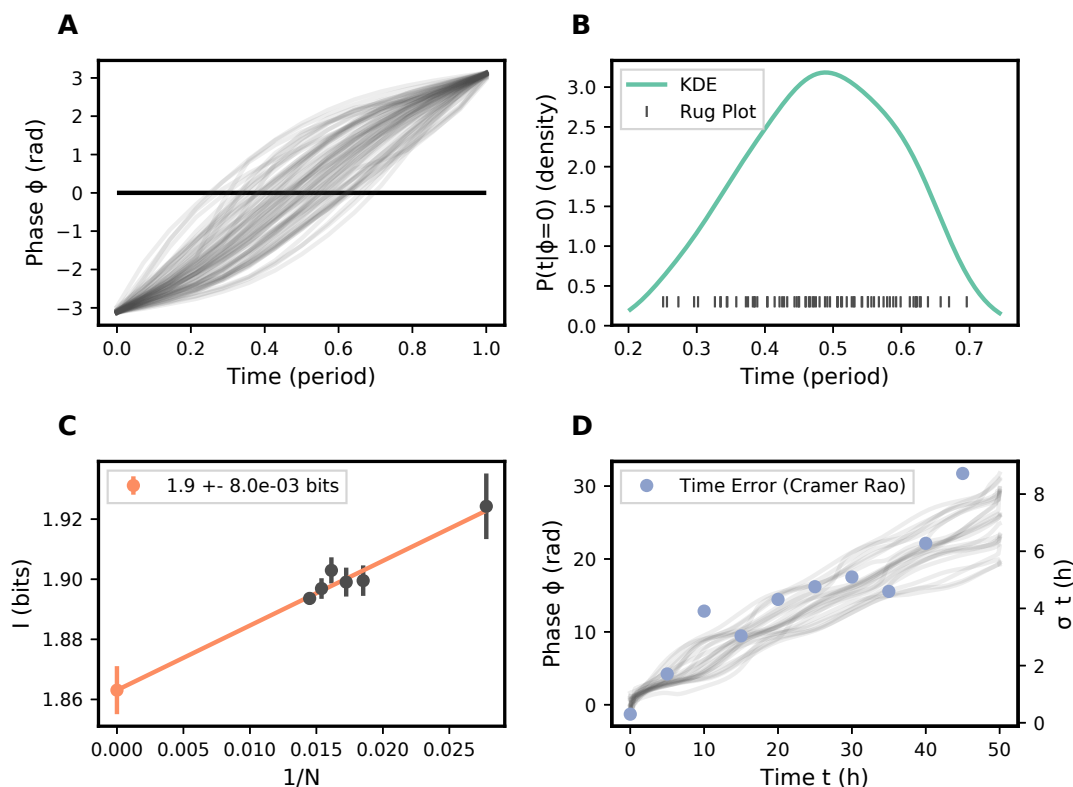 A
3
2
1
0
−1
−2
−3
Phase ϕ (rad)
0.0 0.2 0.4 0.6 0.8 1.0
Time (period)
B
KDE
Rug Plot
3.0
2.5
2.0
1.5
1.0
0.5
0.0
P(t|ϕ=0) (density)
0.2 0.3 0.4 0.5 0.6 0.7
Time (period)
C
1.9 +- 8.0e-03 bits
1.92
1.90
1.88
1.86
I (bits)
0.000 0.005 0.010 0.015 0.020 0.025
1/N
D
Time Error (Cramer Rao)
30
20
10
0
Phase ϕ (rad)
8
6
4
2
0
σ t (h)
0 10 20 30 40 50
Time t (h)